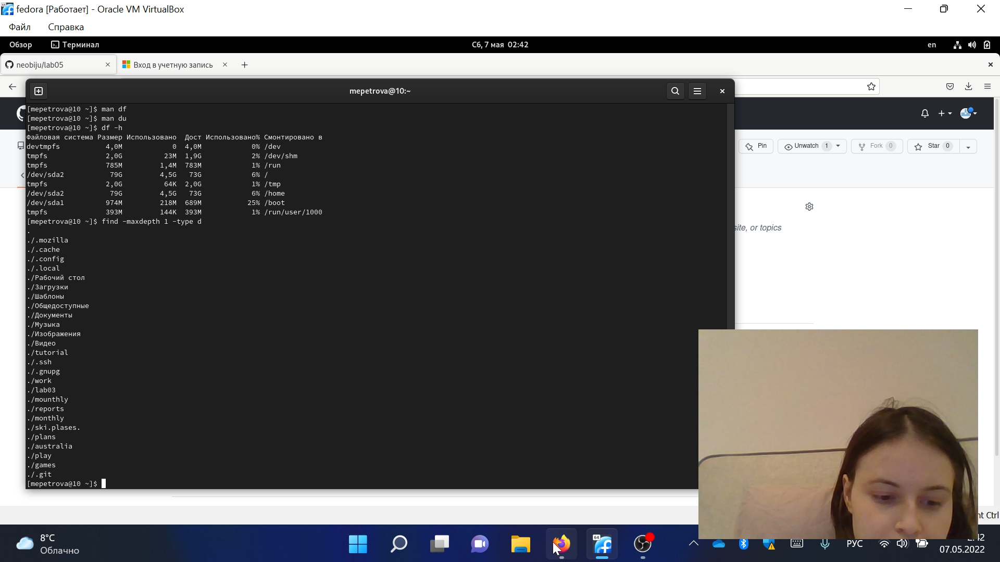 fedora [Работает] - Oracle VM VirtualBox
Файл Справка
Обзор Терминал Сб, 7 мая 02:42 en
neobiju/lab05 Вход в учетную запись
mepetrova@10:~
[mepetrova@10 ~]$ man df
[mepetrova@10 ~]$ man du
[mepetrova@10 ~]$ df -h
Файловая система Размер Использовано Дост Использовано% Смонтировано в
devtmpfs 4,0M 0 4,0M 0% /dev
tmpfs 2,0G 23M 1,9G 2% /dev/shm
tmpfs 785M 1,4M 783M 1% /run
/dev/sda2 79G 4,5G 73G 6% /
tmpfs 2,0G 64K 2,0G 1% /tmp
/dev/sda2 79G 4,5G 73G 6% /home
/dev/sda1 974M 218M 689M 25% /boot
tmpfs 393M 144K 393M 1% /run/user/1000
[mepetrova@10 ~]$ find -maxdepth 1 -type d
.
./.mozilla
./.cache
./.config
./.local
./Рабочий стол
./Загрузки
./Шаблоны
./Общедоступные
./Документы
./Музыка
./Изображения
./Видео
./tutorial
./.ssh
./.gnupg
./work
./lab03
./mounthly
./reports
./monthly
./ski.plases.
./plans
./australia
./play
./games
./.git
[mepetrova@10 ~]$
Pin Unwatch 1 Fork 0 Star 0
site, or topics
nt Ctrl
8°C
Облачно
64
РУС
07.05.2022